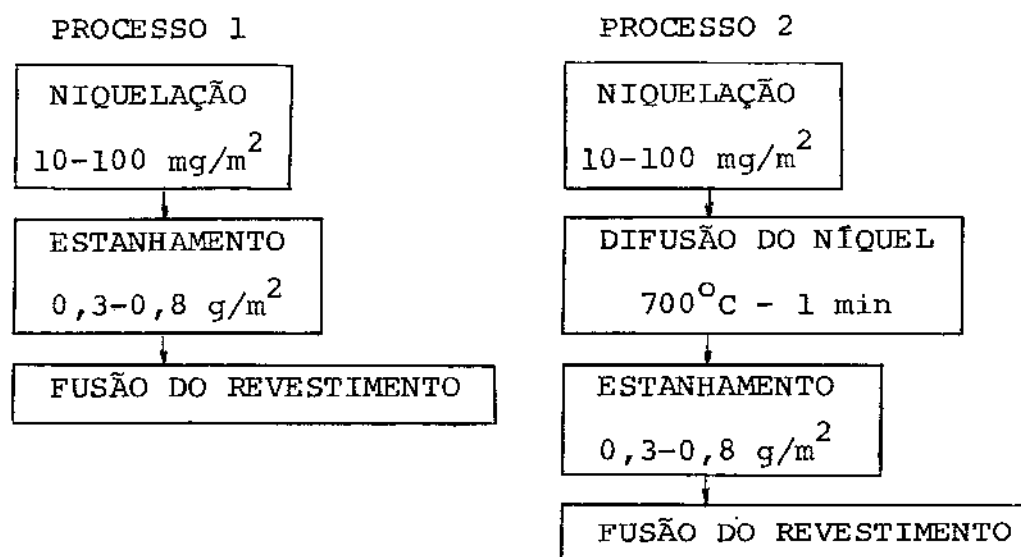 PROCESSO 1
NIQUELAÇÃO
10-100 mg/m²
ESTANHAMENTO
0,3-0,8 g/m²
FUSÃO DO REVESTIMENTO
PROCESSO 2
NIQUELAÇÃO
10-100 mg/m²
DIFUSÃO DO NÍQUEL
700°C - 1 min
ESTANHAMENTO
0,3-0,8 g/m²
FUSÃO DO REVESTIMENTO